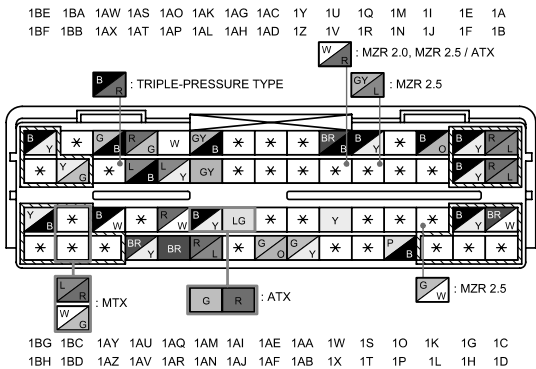 1BE 1BA 1AW 1AS 1AO 1AK 1AG 1AC 1Y 1U 1Q 1M 1I 1E 1A
1BF 1BB 1AX 1AT 1AP 1AL 1AH 1AD 1Z 1V 1R 1N 1J 1F 1B
W R : MZR 2.0, MZR 2.5 / ATX
B R : TRIPLE-PRESSURE TYPE
GY L : MZR 2.5
B Y * G B R G W GY B * * * BR B B Y * B O B Y R L
* Y G * L B L Y GY * * * * * * * B Y R L
Y B * B W * R W B Y LG * * Y * * * B Y BR W
* * * BR Y BR R L * G O G Y * * P B * * *
L R W G : MTX
G R : ATX
G W : MZR 2.5
1BG 1BC 1AY 1AU 1AQ 1AM 1AI 1AE 1AA 1W 1S 1O 1K 1G 1C
1BH 1BD 1AZ 1AV 1AR 1AN 1AJ 1AF 1AB 1X 1T 1P 1L 1H 1D